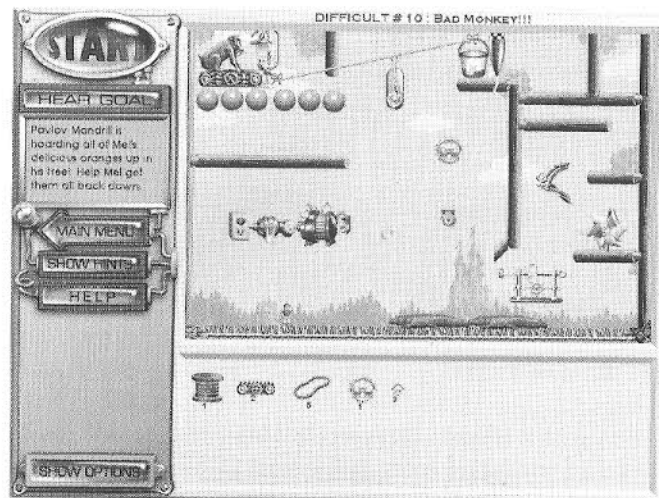 DIFFICULT # 10 : BAD MONKEY!!!
START
HEAR GOAL
Pavlov Mandrill is
hoarding all of Mel's
delicious oranges up in
his tree! Help Mel get
them all back down.
MAIN MENU
SHOW HINTS
HELP
SHOW OPTIONS